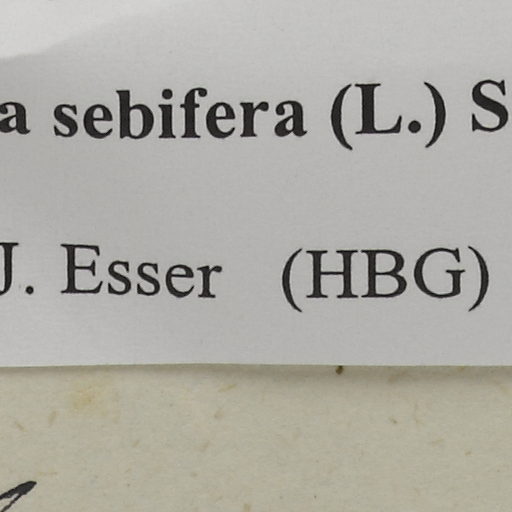 a sebifera (L.) S
J. Esser (HBG)